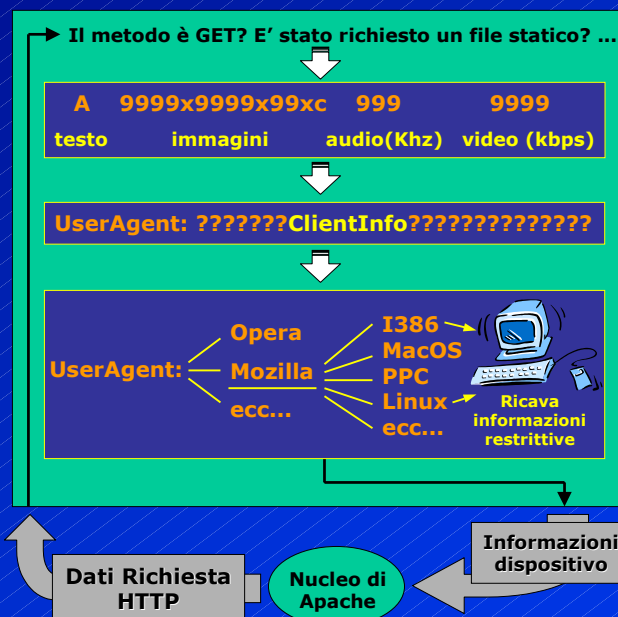 Il metodo è GET? E’ stato richiesto un file statico? ...
A 9999x9999x99xc 999 9999
testo immagini audio(Khz) video (kbps)
UserAgent: ???????ClientInfo??????????????
UserAgent:
Opera
Mozilla
ecc...
I386
MacOS
PPC
Linux
ecc...
Ricava
informazioni
restrittive
Informazioni
dispositivo
Nucleo di
Apache
Dati Richiesta
HTTP